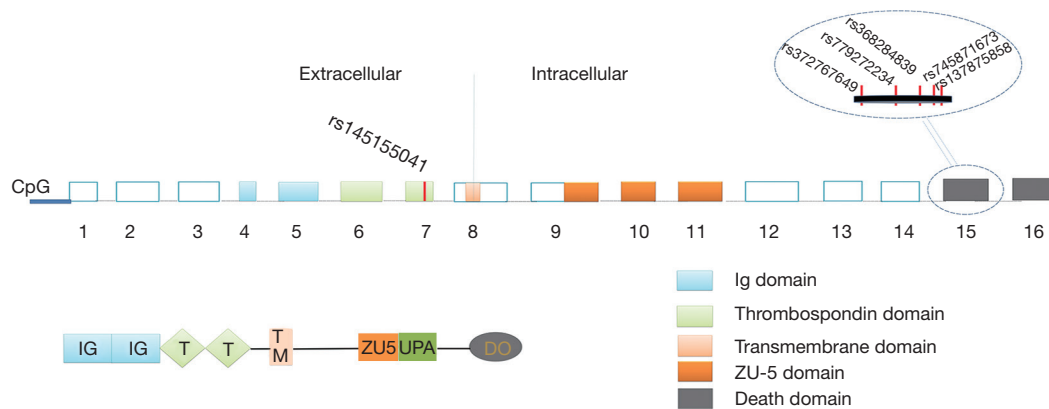 rs372767649
rs779272234
rs368284839
rs745871673
rs137875858
Extracellular
Intracellular
rs145155041
CpG
1 2 3 4 5 6 7 8 9 10 11 12 13 14 15 16
Ig domain
Thrombospondin domain
Transmembrane domain
ZU-5 domain
Death domain
IG IG T T T M ZU5 UPA DO